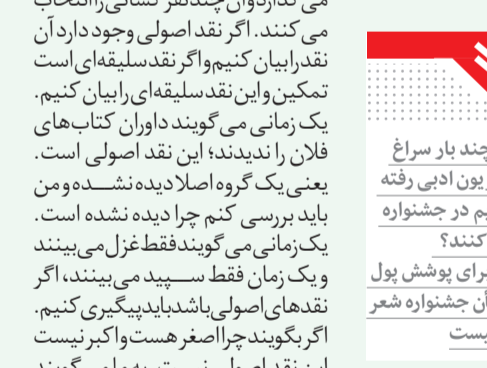 می کنند. اگر نقد اصولی وجود دارد آن
نقد را بیان کنیم و اگر نقد سلیقه‌ای است
تمکین و این نقد سلیقه‌ای را بیان کنیم.
یک زمانی می گویند داوران کتاب‌های
فلان را ندیدند؛ این نقد اصولی است.
یعنی یک گروه اصلا دیده نشـــده و من
باید بررسی کنم چرا دیده نشده است.
یک زمانی می گویند فقط غزل می بینند
و یک زمان فقط ســـپید می بینند، اگر
نقدهای اصولی باشد باید پیگیری کنیم.
اگر بگویند چرا اصغر هست و اکبر نیست
چند بار سراغ
یون ادبی رفته
یم در جشنواره
کنند؟
برای پوشش پول
آن جشنواره شعر
یست